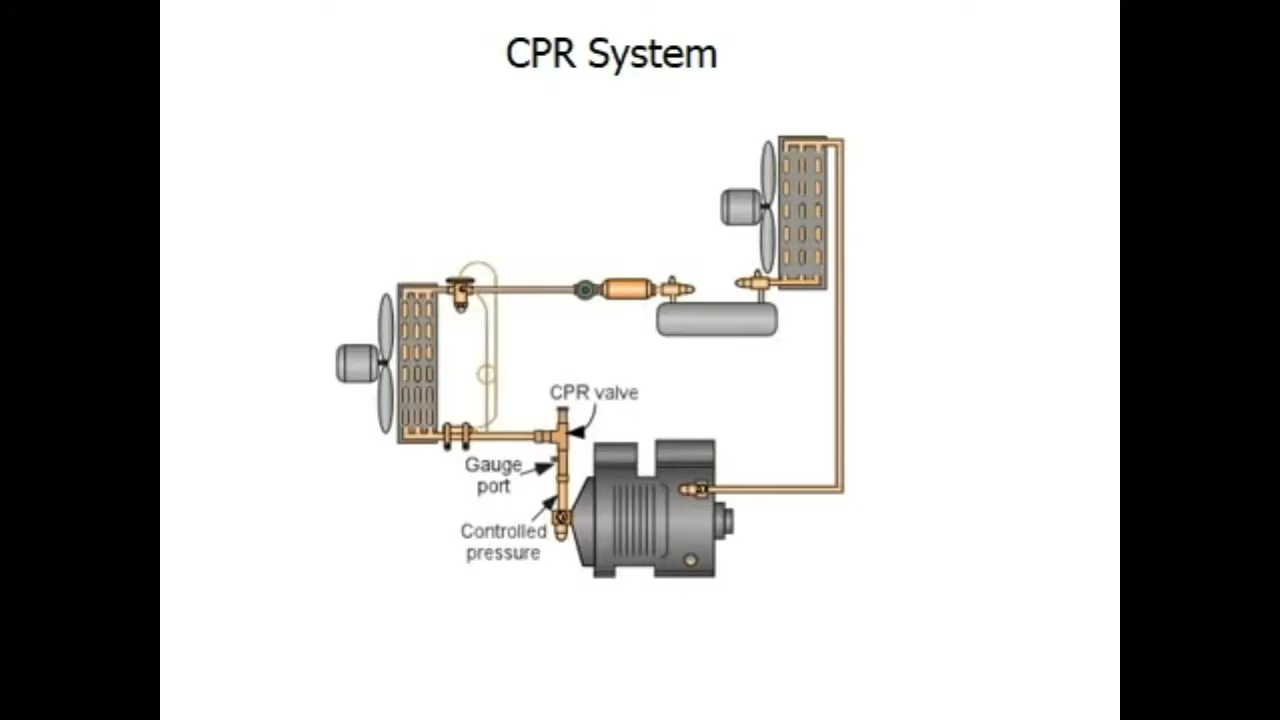 CPR System
CPR valve
Gauge
port
Controlled
pressure